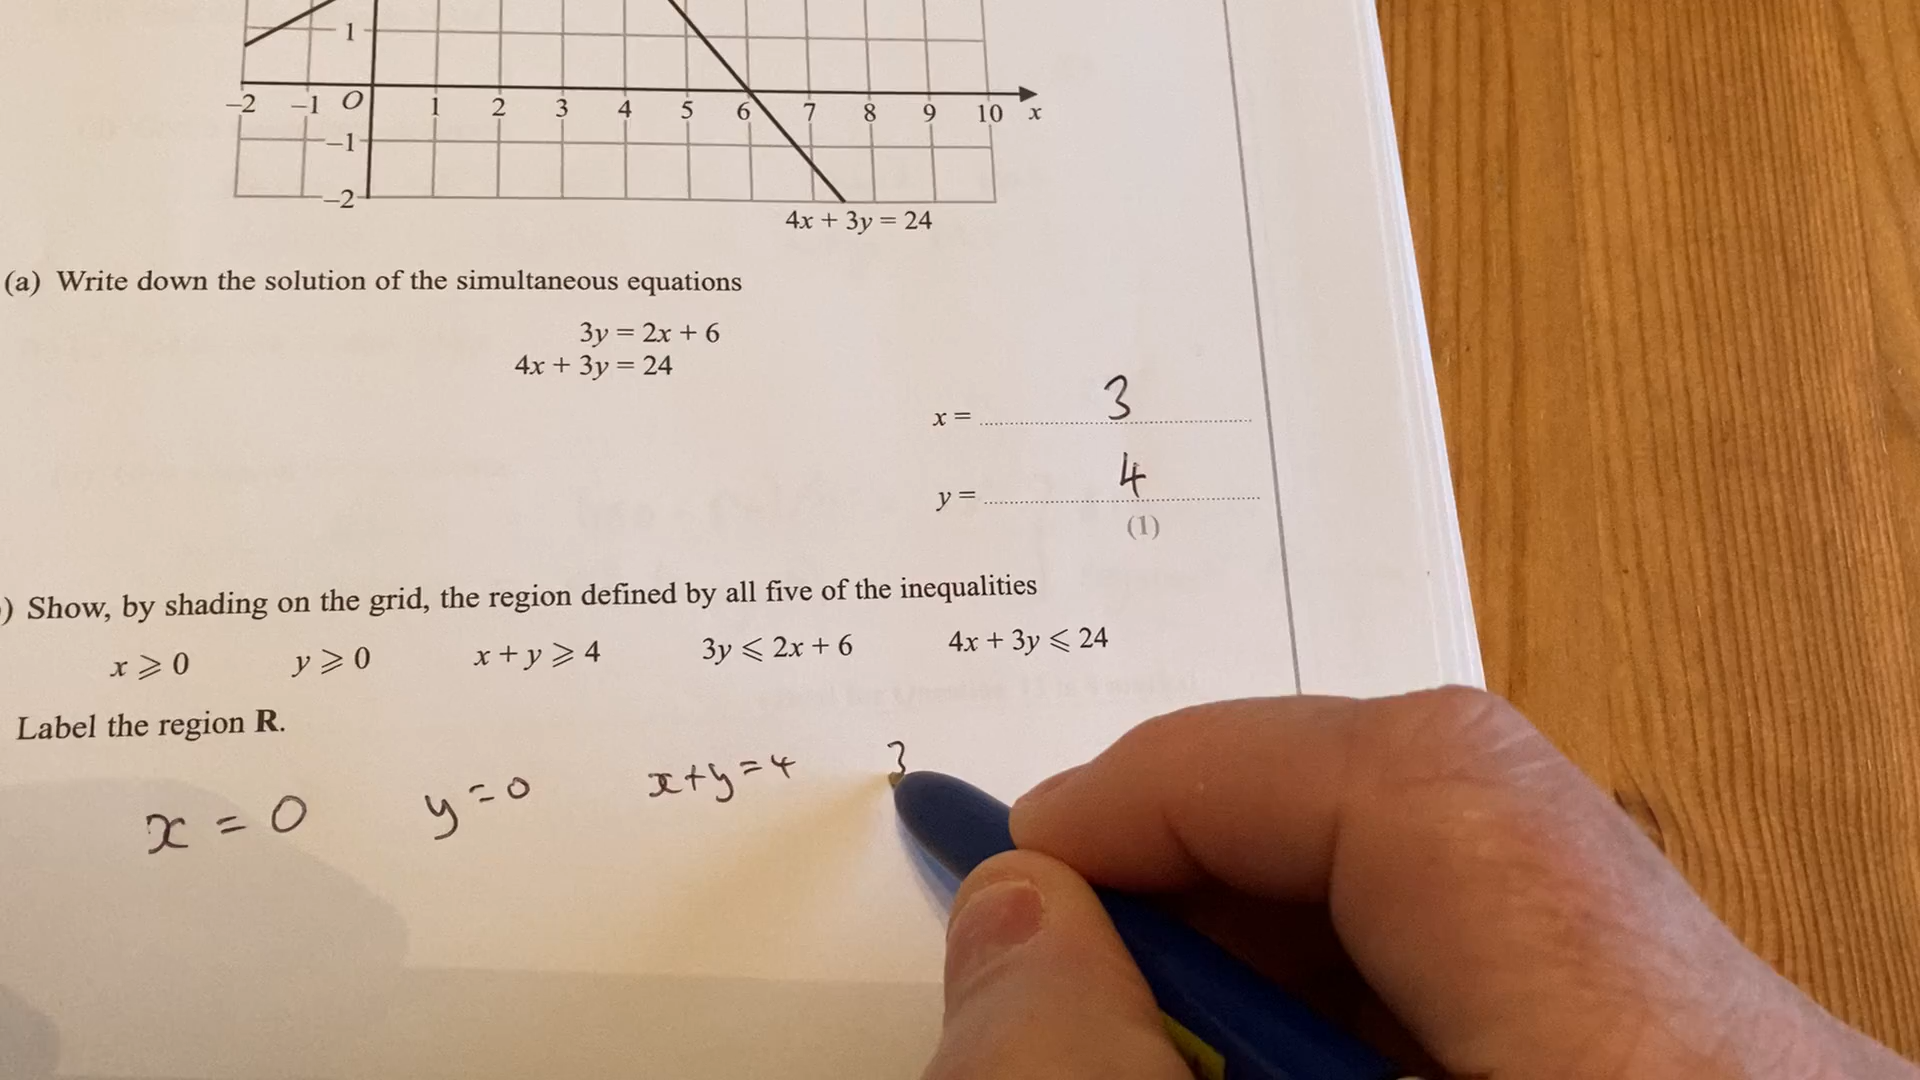 1
-2 -1 O 1 2 3 4 5 6 7 8 9 10 x
-1
-2
4x + 3y = 24
(a) Write down the solution of the simultaneous equations
3y = 2x + 6
4x + 3y = 24
x = 3
y = 4
(1)
) Show, by shading on the grid, the region defined by all five of the inequalities
x ⩾ 0 y ⩾ 0 x + y ⩾ 4 3y ⩽ 2x + 6 4x + 3y ⩽ 24
Label the region R.
x = 0 y = 0 x+y=4 3